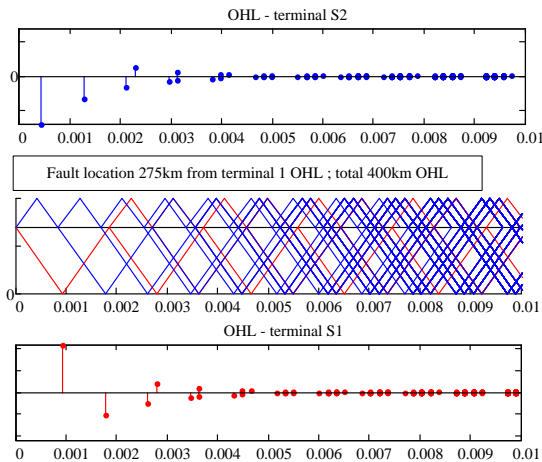 OHL - terminal S2
0
0 0.001 0.002 0.003 0.004 0.005 0.006 0.007 0.008 0.009 0.01
Fault location 275km from terminal 1 OHL ; total 400km OHL
0
0 0.001 0.002 0.003 0.004 0.005 0.006 0.007 0.008 0.009 0.01
OHL - terminal S1
0 0.001 0.002 0.003 0.004 0.005 0.006 0.007 0.008 0.009 0.01